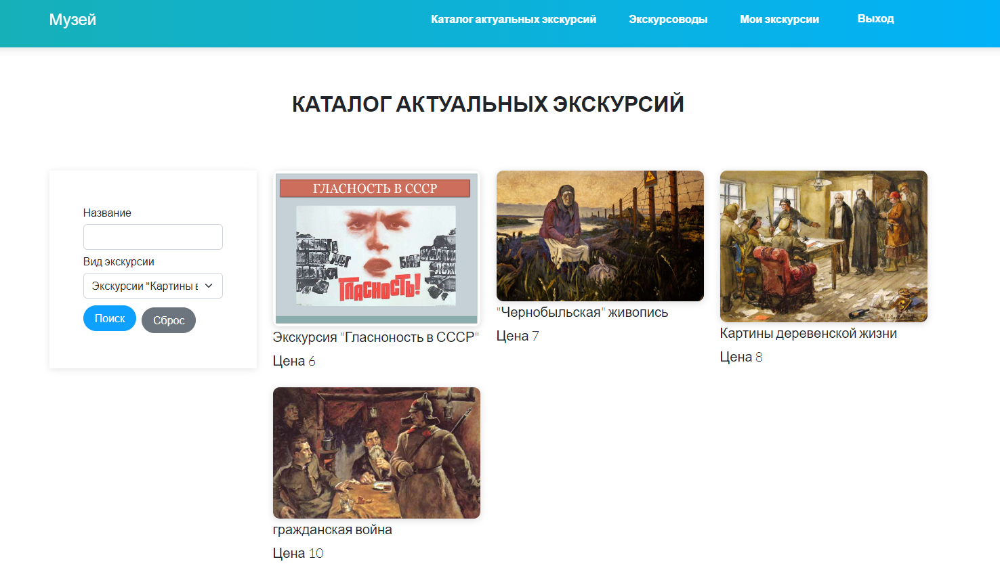 Музей
Каталог актуальных экскурсий
Экскурсоводы
Мои экскурсии
Выход
КАТАЛОГ АКТУАЛЬНЫХ ЭКСКУРСИЙ
Название
Вид экскурсии
Экскурсии "Картины в
Поиск
Сброс
ГЛАСНОСТЬ В СССР
ГЛАСНОСТЬ!
Экскурсия "Гласноность в СССР"
Цена 6
"Чернобыльская" живопись
Цена 7
Картины деревенской жизни
Цена 8
гражданская война
Цена 10